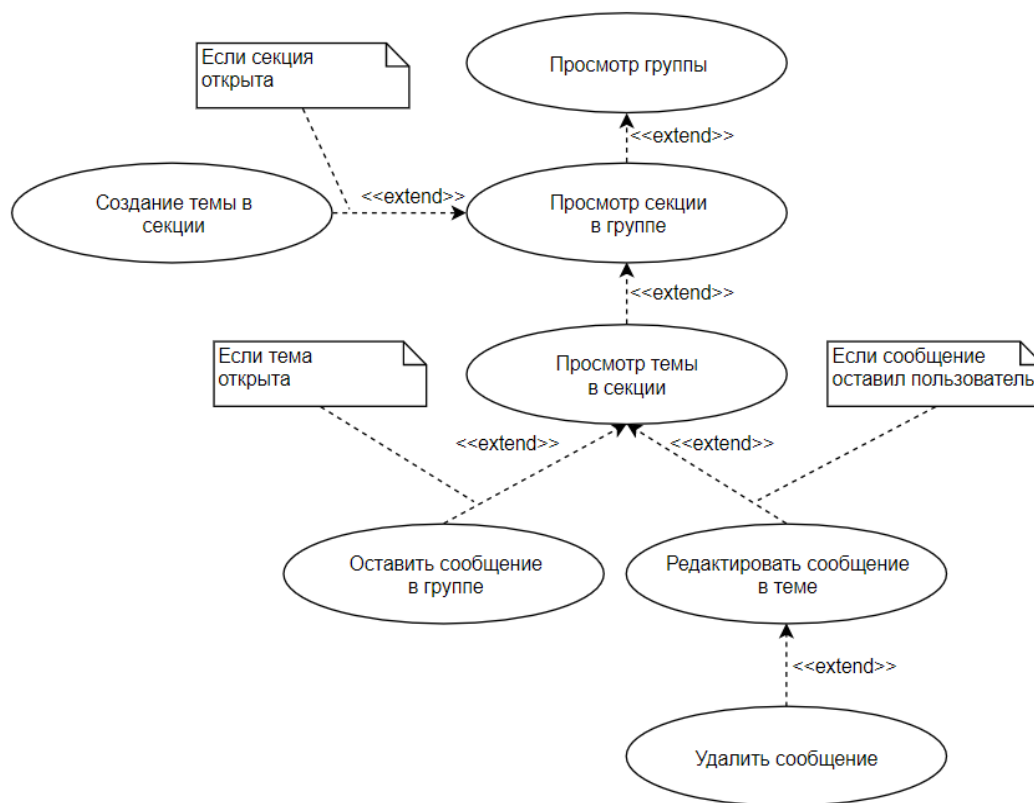 Если секция
открыта
Просмотр группы
<<extend>>
Создание темы в
секции
<<extend>>
Просмотр секции
в группе
<<extend>>
Если тема
открыта
Просмотр темы
в секции
Если сообщение
оставил пользователь
<<extend>>
<<extend>>
Оставить сообщение
в группе
Редактировать сообщение
в теме
<<extend>>
Удалить сообщение